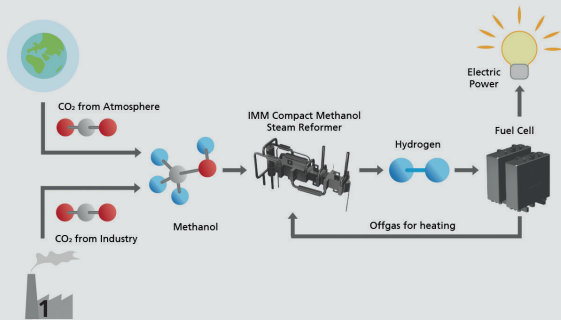 CO₂ from Atmosphere
CO₂ from Industry
1
Methanol
IMM Compact Methanol
Steam Reformer
Hydrogen
Offgas for heating
Fuel Cell
Electric
Power